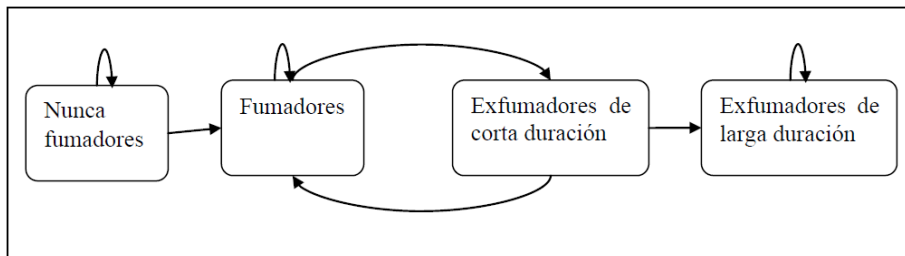 Nunca
fumadores
Fumadores
Exfumadores de
corta duración
Exfumadores de
larga duración